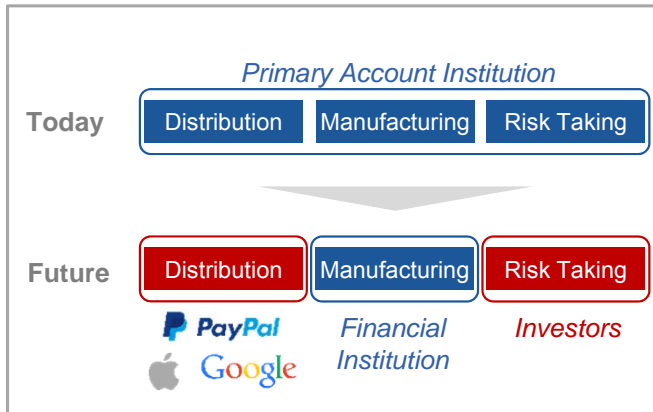 Primary Account Institution
Today
Distribution
Manufacturing
Risk Taking
Future
Distribution
Manufacturing
Risk Taking
PayPal
Google
Financial
Institution
Investors